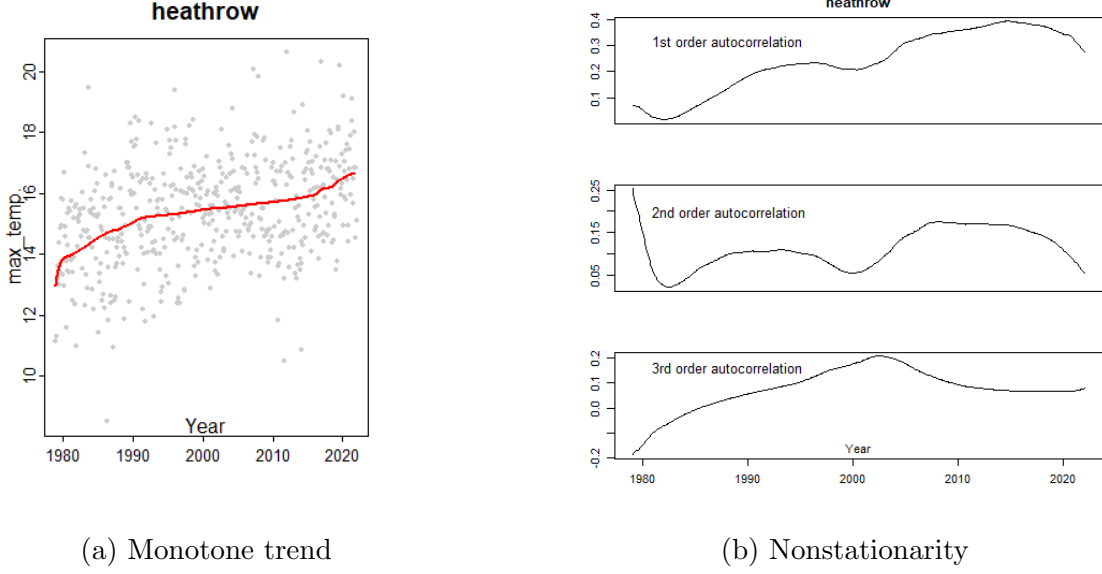 heathrow
max_temp
20
18
16
14
12
10
Year
1980 1990 2000 2010 2020
(a) Monotone trend
heathrow
1st order autocorrelation
0.4
0.3
0.2
0.1
2nd order autocorrelation
0.25
0.15
0.05
3rd order autocorrelation
0.2
0.1
0.0
-0.2
Year
1980 1990 2000 2010 2020
(b) Nonstationarity